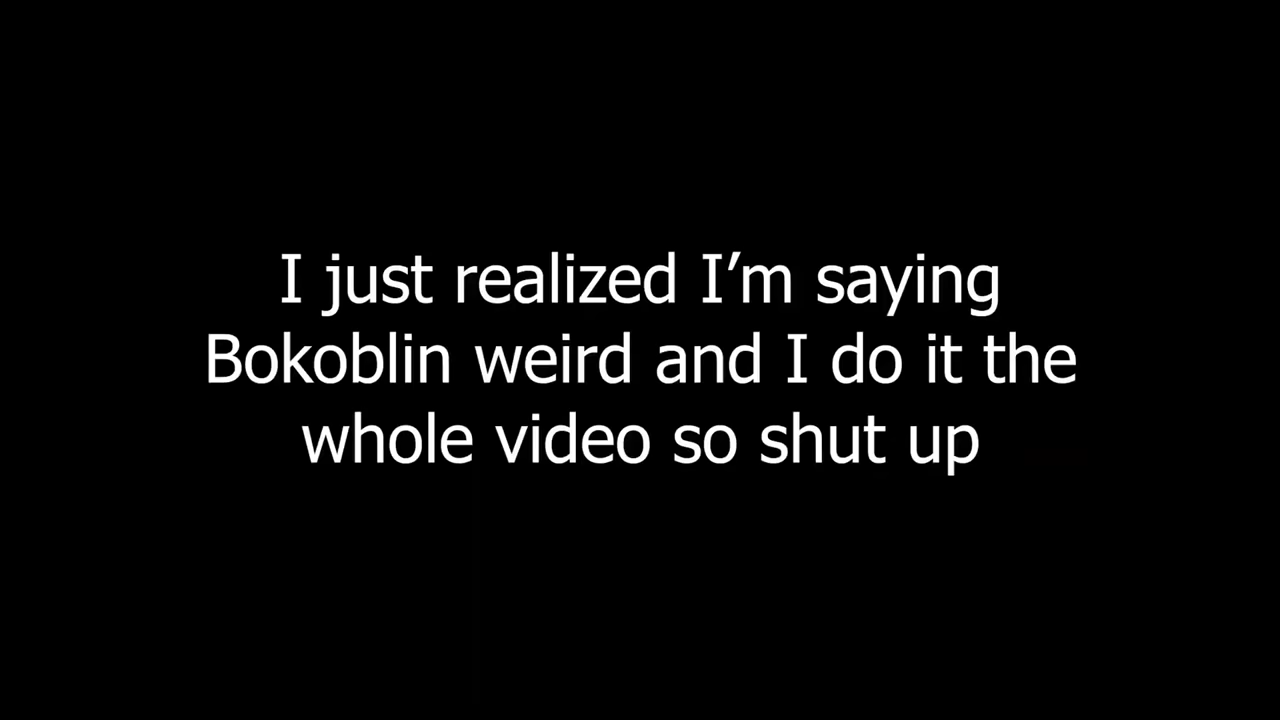 I just realized I’m saying
Bokoblin weird and I do it the
whole video so shut up